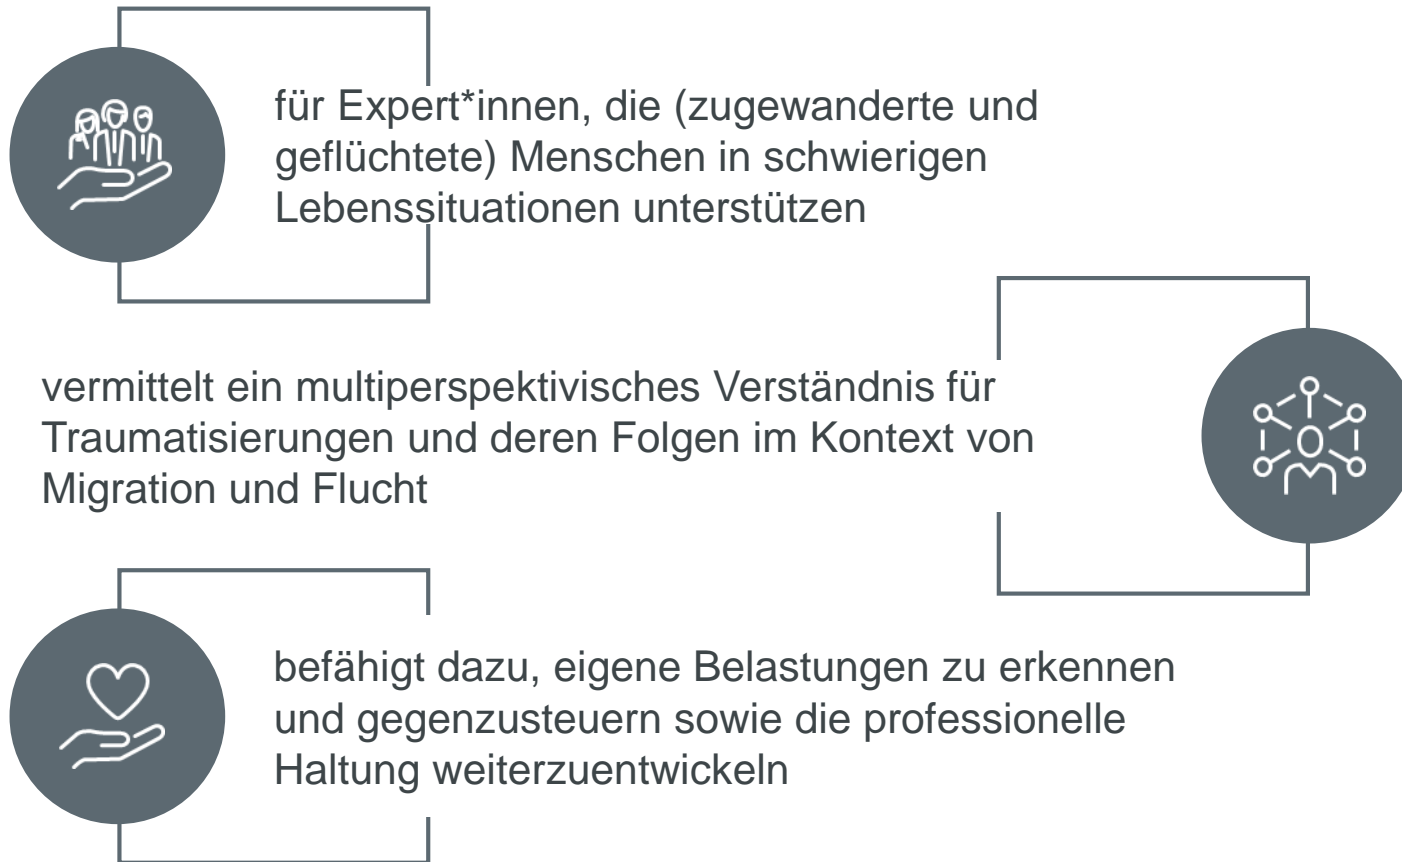 für Expert*innen, die (zugewanderte und
geflüchtete) Menschen in schwierigen
Lebenssituationen unterstützen
vermittelt ein multiperspektivisches Verständnis für
Traumatisierungen und deren Folgen im Kontext von
Migration und Flucht
befähigt dazu, eigene Belastungen zu erkennen
und gegenzusteuern sowie die professionelle
Haltung weiterzuentwickeln